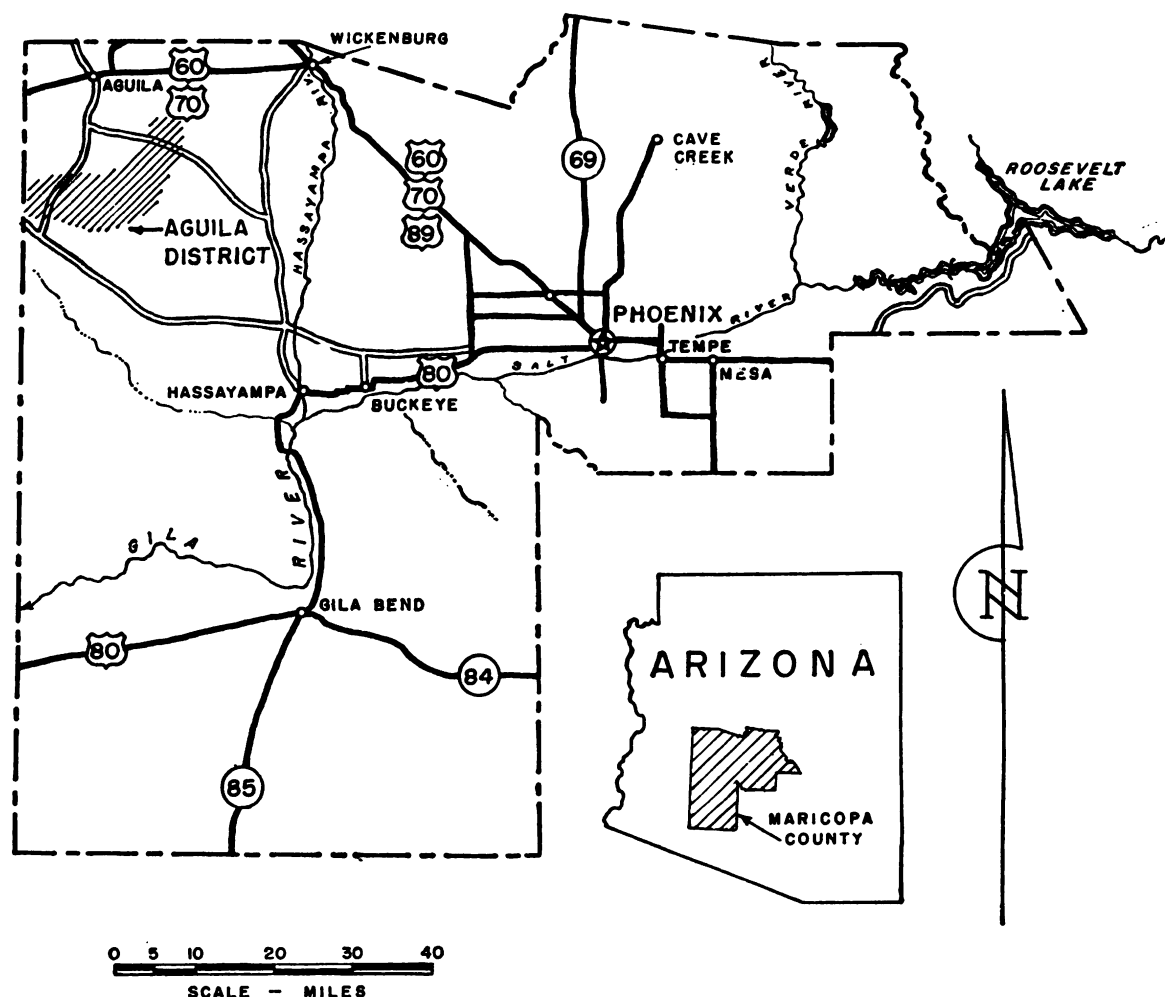 WICKENBURG
60
AGUILA
70
RIV.
HASSAYAMPA
60
70
89
69
CAVE
CREEK
VERDE RIVER
ROOSEVELT
LAKE
AGUILA
DISTRICT
PHOENIX
RIVER
TEMPE
SALT
MESA
80
HASSAYAMPA
BUCKEYE
RIVER
GILA
GILA BEND
80
84
85
N
ARIZONA
MARICOPA
COUNTY
0 5 10 20 30 40
SCALE — MILES